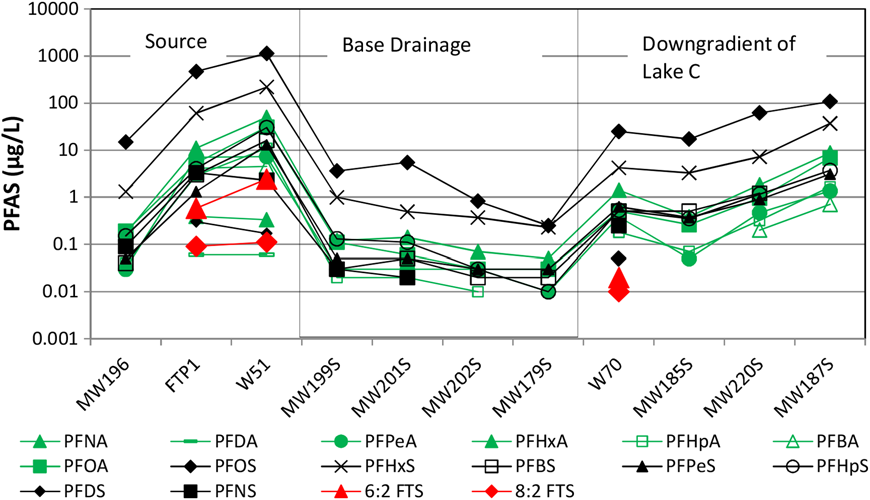 10000
1000
100
10
1
0.1
0.01
0.001
PFAS (µg/L)
Source
Base Drainage
Downgradient of
Lake C
MW196
FTP1
W51
MW199S
MW201S
MW202S
MW179S
W70
MW185S
MW220S
MW187S
PFNA PFDA PFPeA PFHxA PFHpA PFBA
PFOA PFOS PFHxS PFBS PFPeS PFHpS
PFDS PFNS 6:2 FTS 8:2 FTS